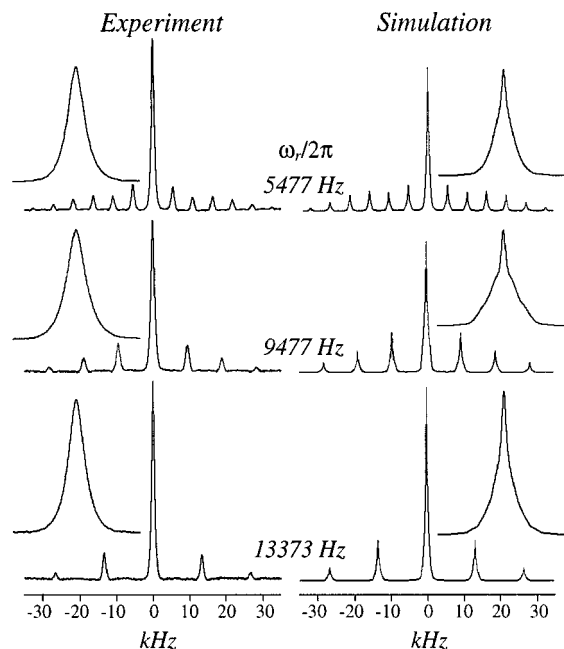 Experiment
Simulation
ωr/2π
5477 Hz
9477 Hz
13373 Hz
-30 -20 -10 0 10 20 30
-30 -20 -10 0 10 20 30
kHz
kHz